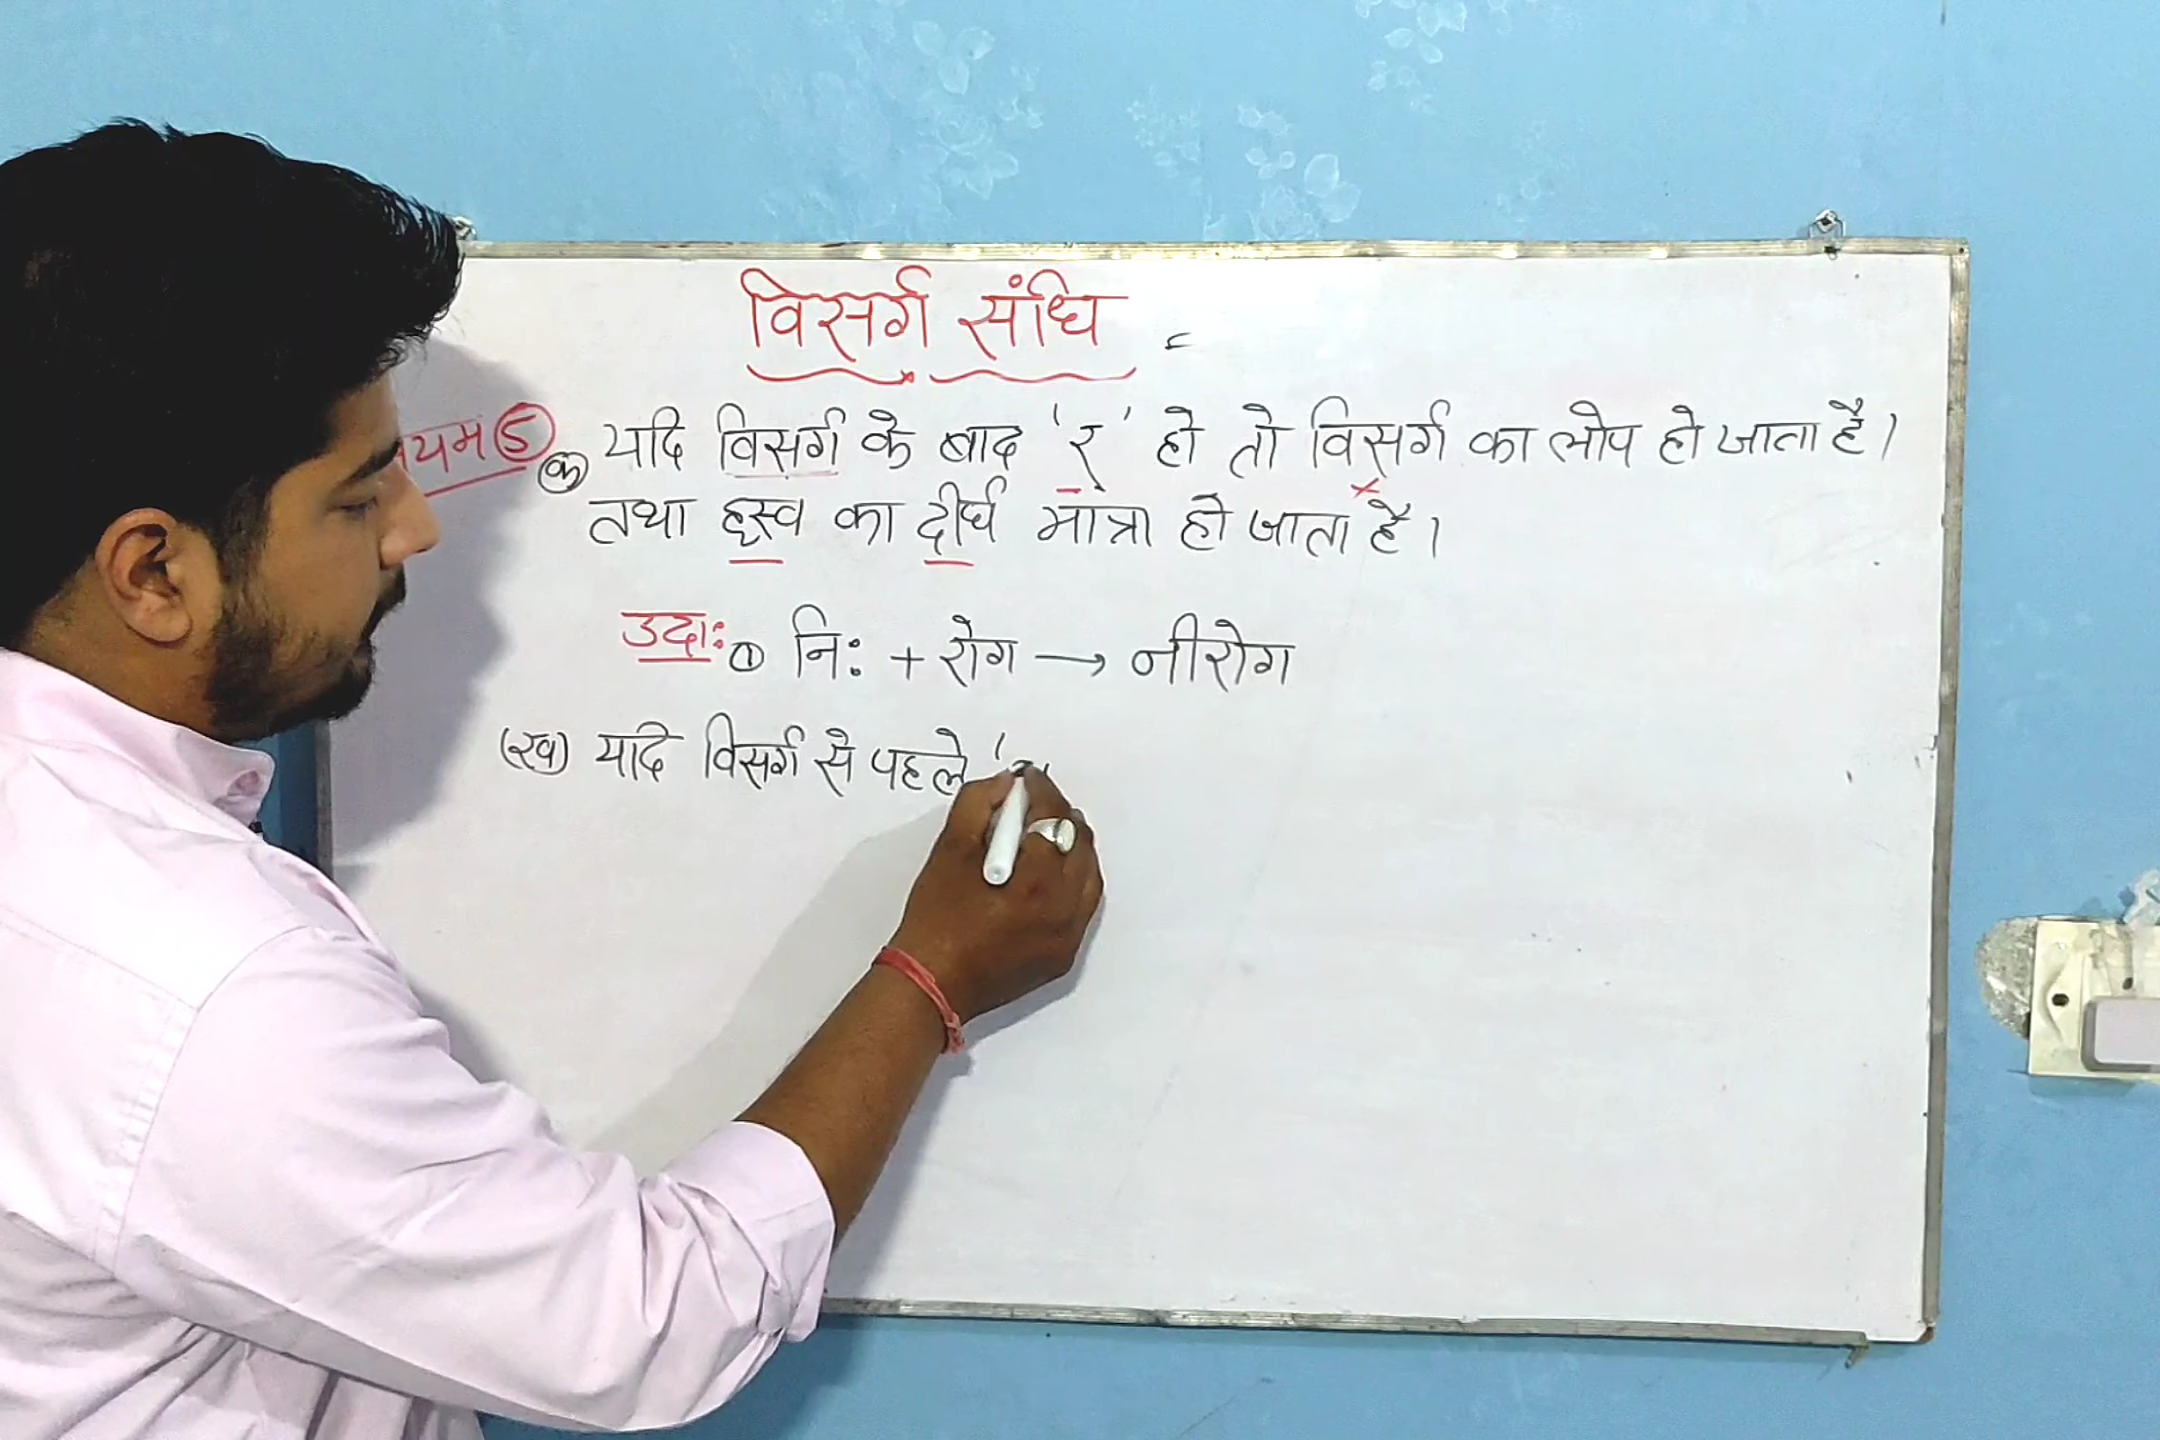 विसर्ग संधि =
यम ⑤ (क) यदि विसर्ग के बाद 'र' हो तो विसर्ग का लोप हो जाता है।
तथा हृस्व का दीर्घ मात्रा हो जाता है।
उदाः ① निः + रोग → नीरोग
(ख) यदि विसर्ग से पहले '